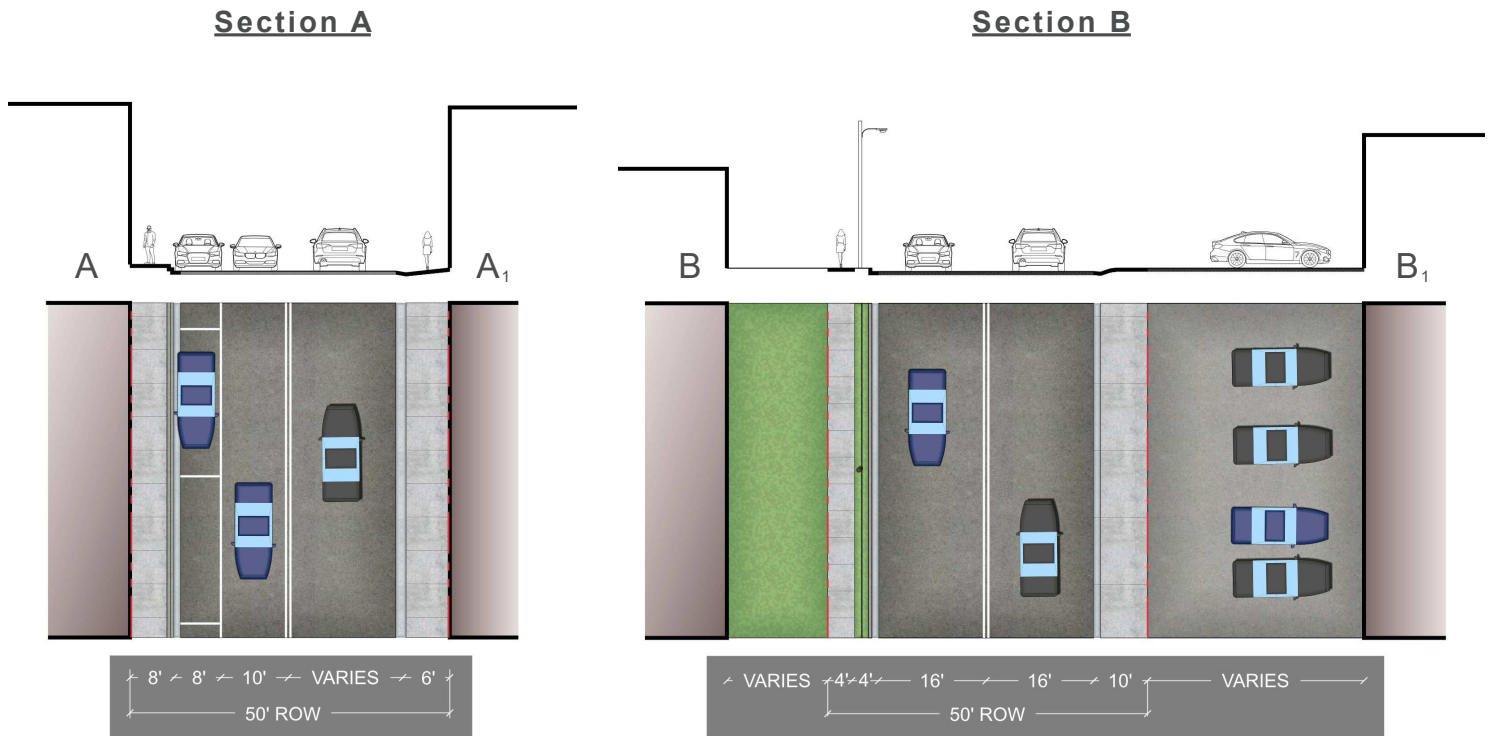 Section A
Section B
A
A₁
B
B₁
8' 8' 10' VARIES 6'
50' ROW
VARIES 4' 4' 16' 16' 10' VARIES
50' ROW